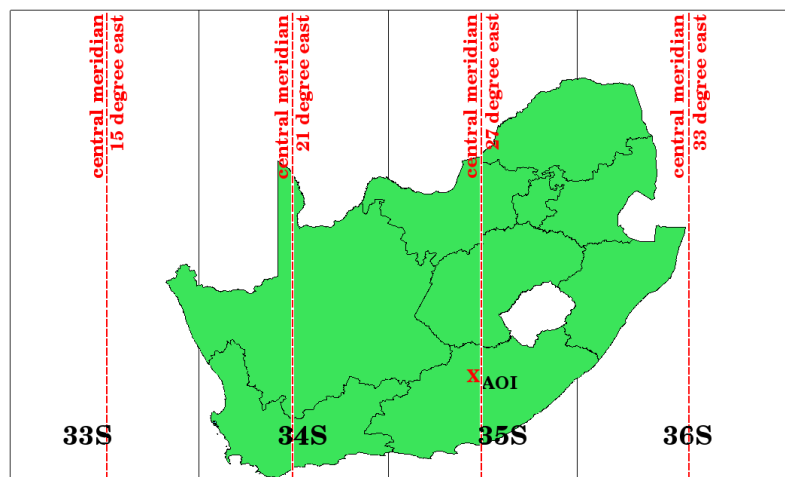 central meridian
15 degree east
central meridian
21 degree east
central meridian
27 degree east
central meridian
33 degree east
X
AOI
33S
34S
35S
36S